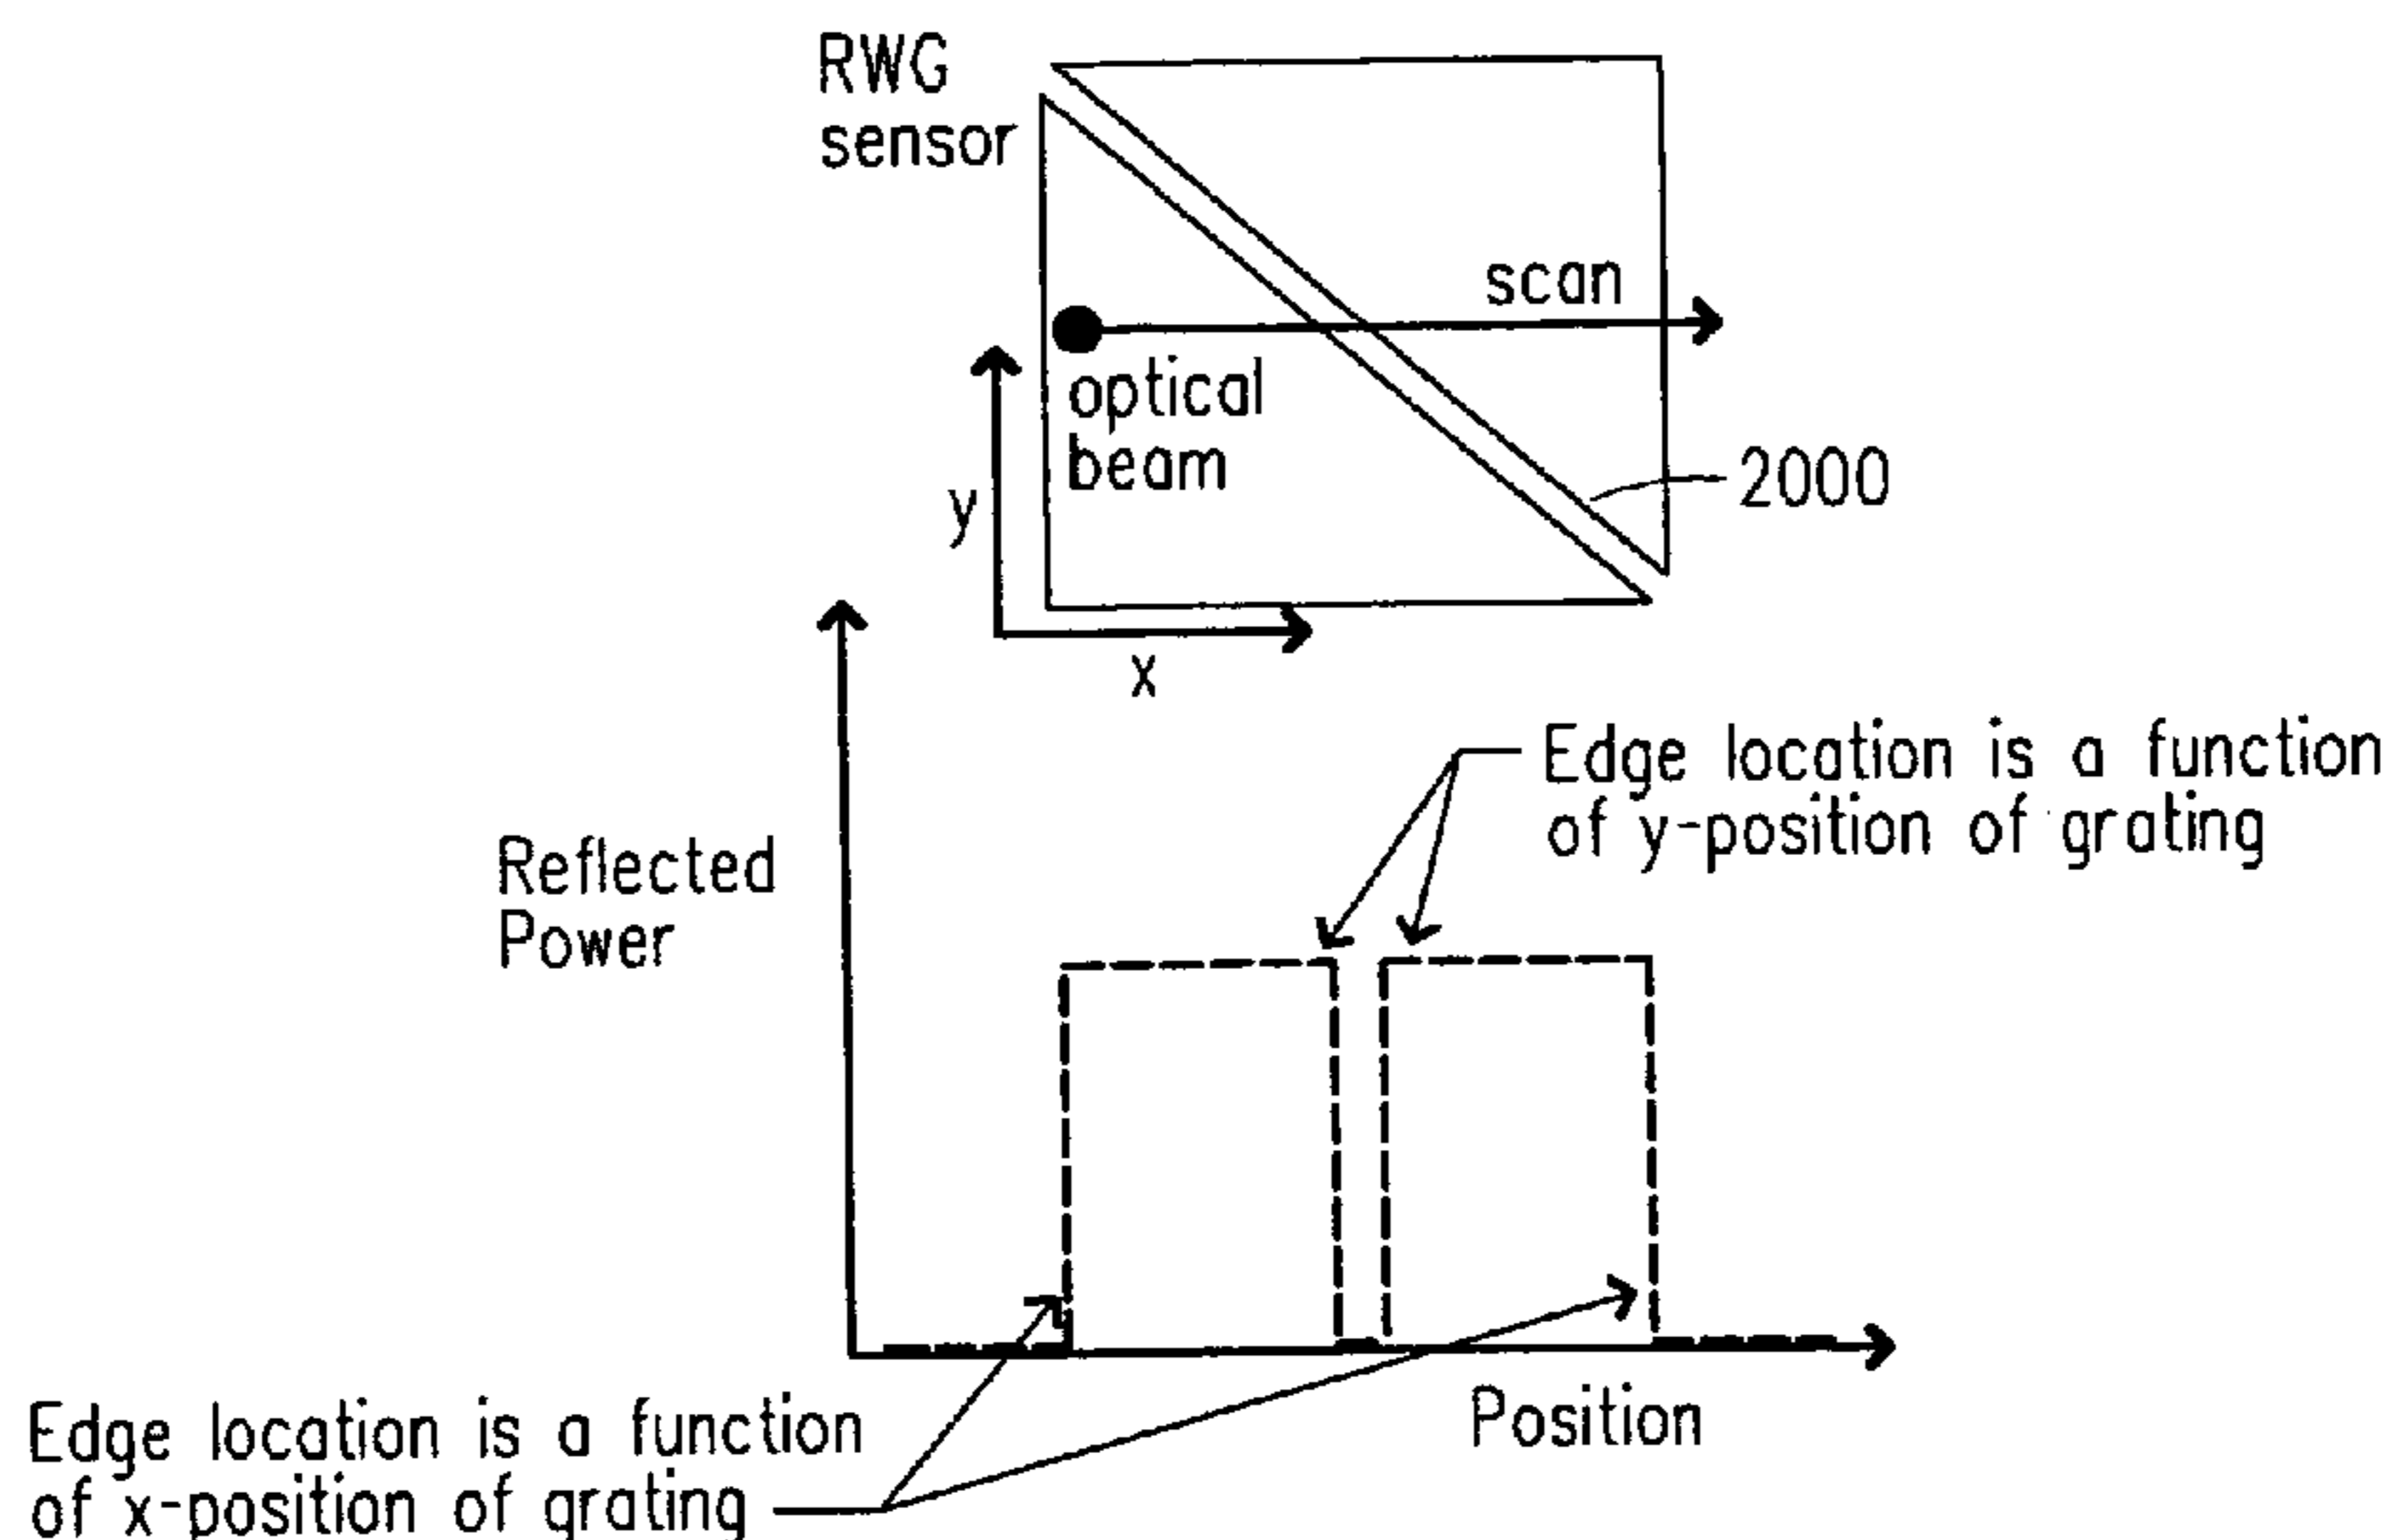 RWG
sensor
scan
optical
beam
2000
y
x
Edge location is a function
of y-position of grating
Reflected
Power
Position
Edge location is a function
of x-position of grating